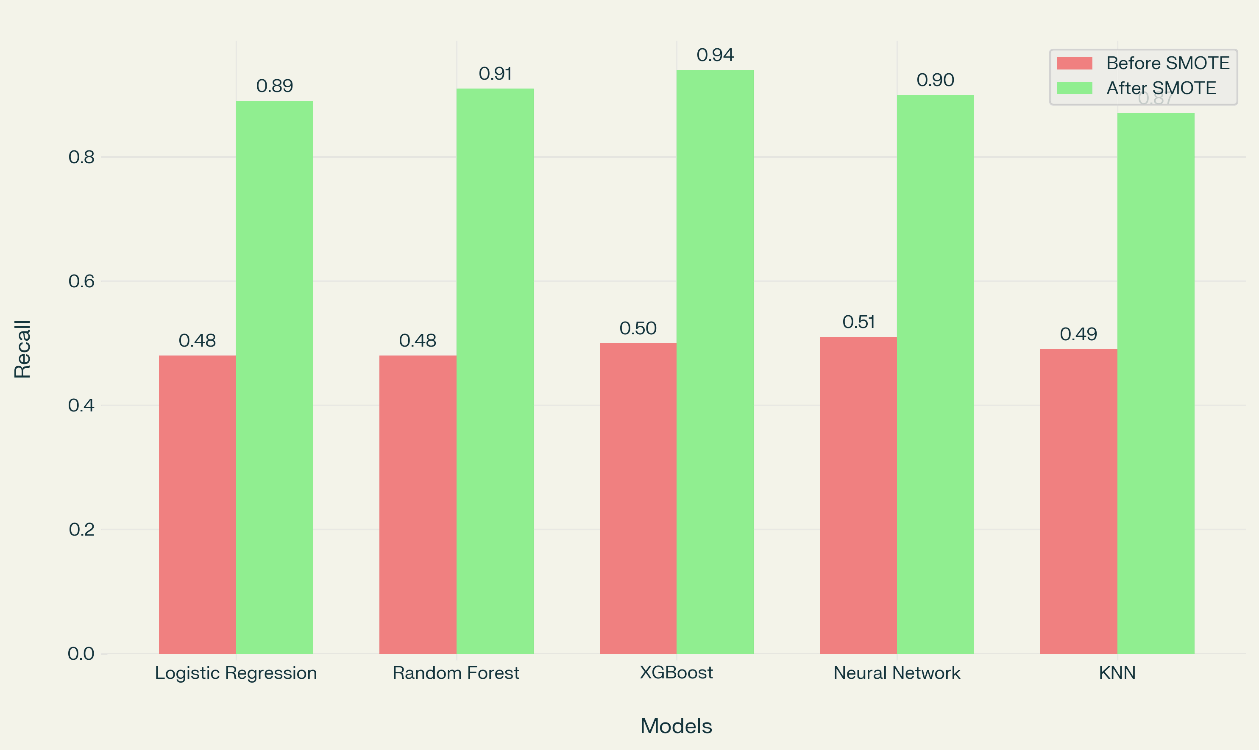 0.94
0.91
0.89
0.90
Before SMOTE
After SMOTE
0.87
0.8
0.6
0.51
0.50
0.49
0.48
0.48
0.4
0.2
0.0
Recall
Logistic Regression
Random Forest
XGBoost
Neural Network
KNN
Models